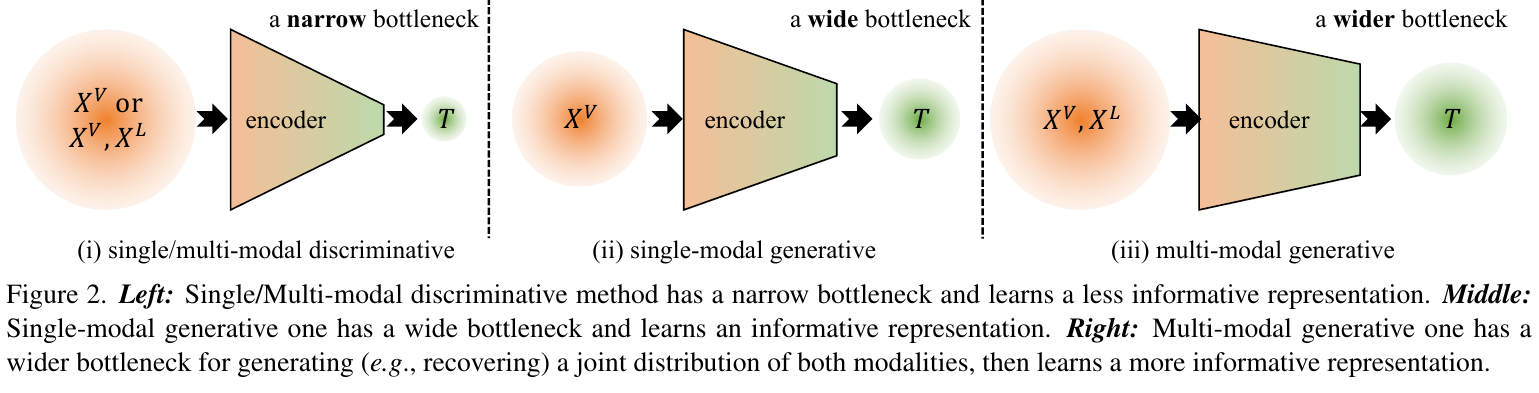 a narrow bottleneck
X^V or
X^V, X^L
encoder
T
(i) single/multi-modal discriminative
a wide bottleneck
X^V
encoder
T
(ii) single-modal generative
a wider bottleneck
X^V, X^L
encoder
T
(iii) multi-modal generative
Figure 2. Left: Single/Multi-modal discriminative method has a narrow bottleneck and learns a less informative representation. Middle:
Single-modal generative one has a wide bottleneck and learns an informative representation. Right: Multi-modal generative one has a
wider bottleneck for generating (e.g., recovering) a joint distribution of both modalities, then learns a more informative representation.